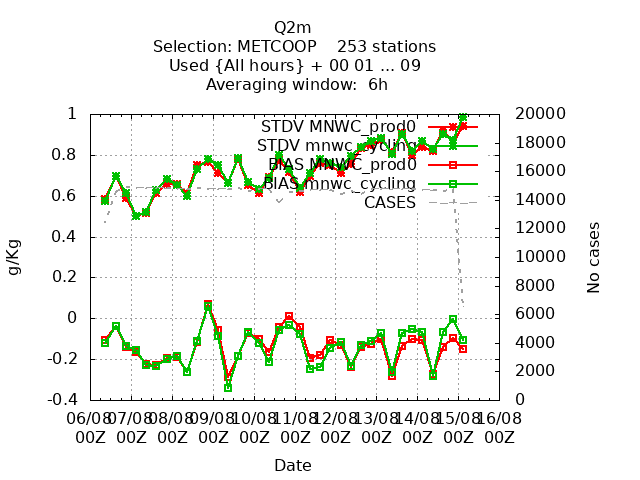 Q2m
Selection: METCOOP 253 stations
Used {All hours} + 00 01 ... 09
Averaging window: 6h
1 20000
STDV MNWC_prod0
18000
STDV mnwc_cycling
0.8
BIAS MNWC_prod0
16000
BIAS mnwc_cycling
0.6
CASES
14000
0.4
12000
g/Kg
No cases
10000
0.2
8000
0
6000
-0.2
4000
2000
-0.4 0
06/08 07/08 08/08 09/08 10/08 11/08 12/08 13/08 14/08 15/08 16/08
00Z 00Z 00Z 00Z 00Z 00Z 00Z 00Z 00Z 00Z 00Z
Date